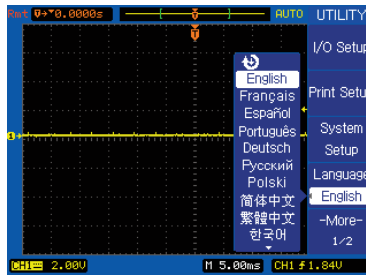 Rmt 0.0000s AUTO UTILITY
I/O Setup
Print Setu
English
Français
Español
Português
Deutsch
Русский
Polski
简体中文
繁體中文
한국어
System
Setup
Language
English
-More-
1/2
CH1 2.00V M 5.00ms CH1 1.84V